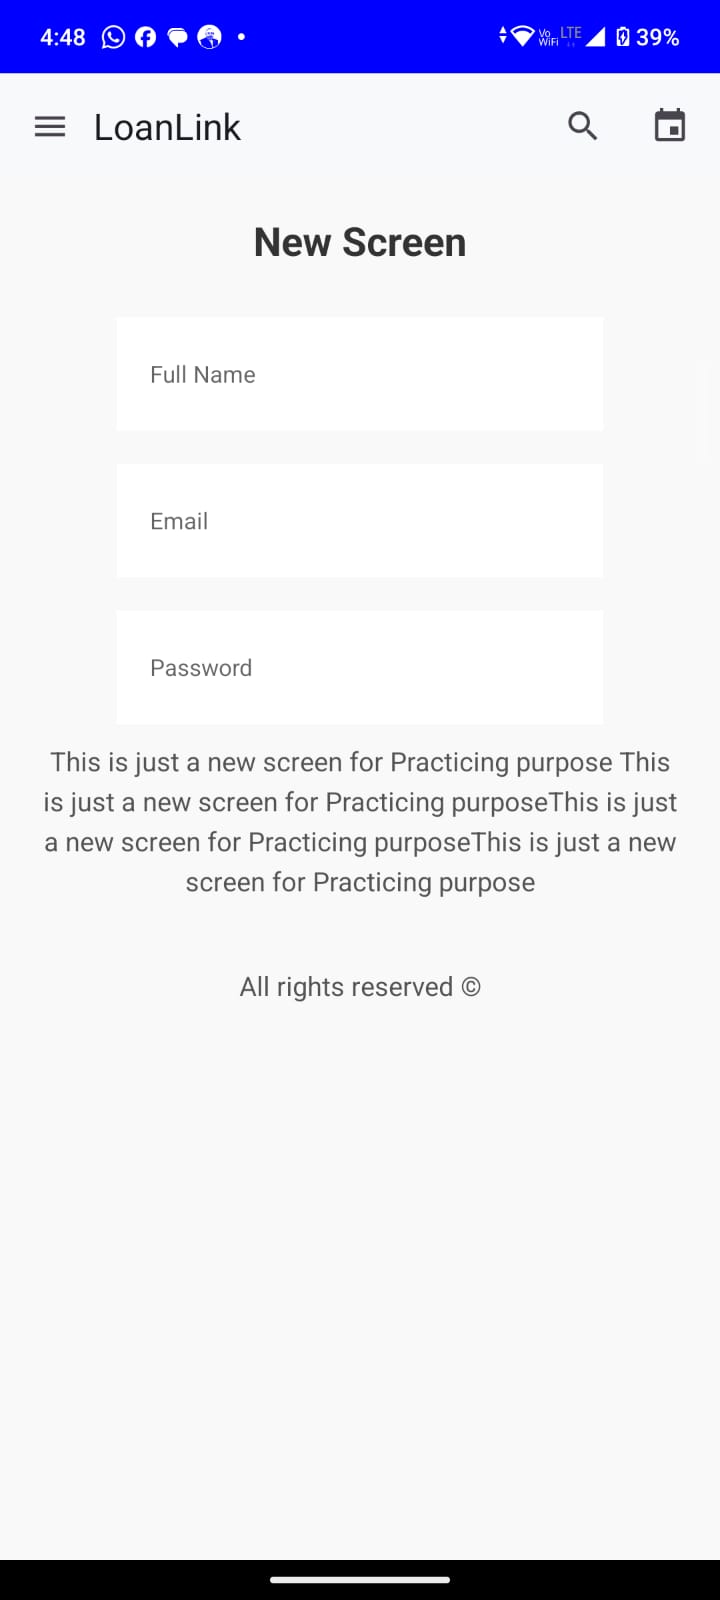 4:48 Vo WiFi LTE 39%
LoanLink
New Screen
Full Name
Email
Password
This is just a new screen for Practicing purpose This
is just a new screen for Practicing purposeThis is just
a new screen for Practicing purposeThis is just a new
screen for Practicing purpose
All rights reserved ©